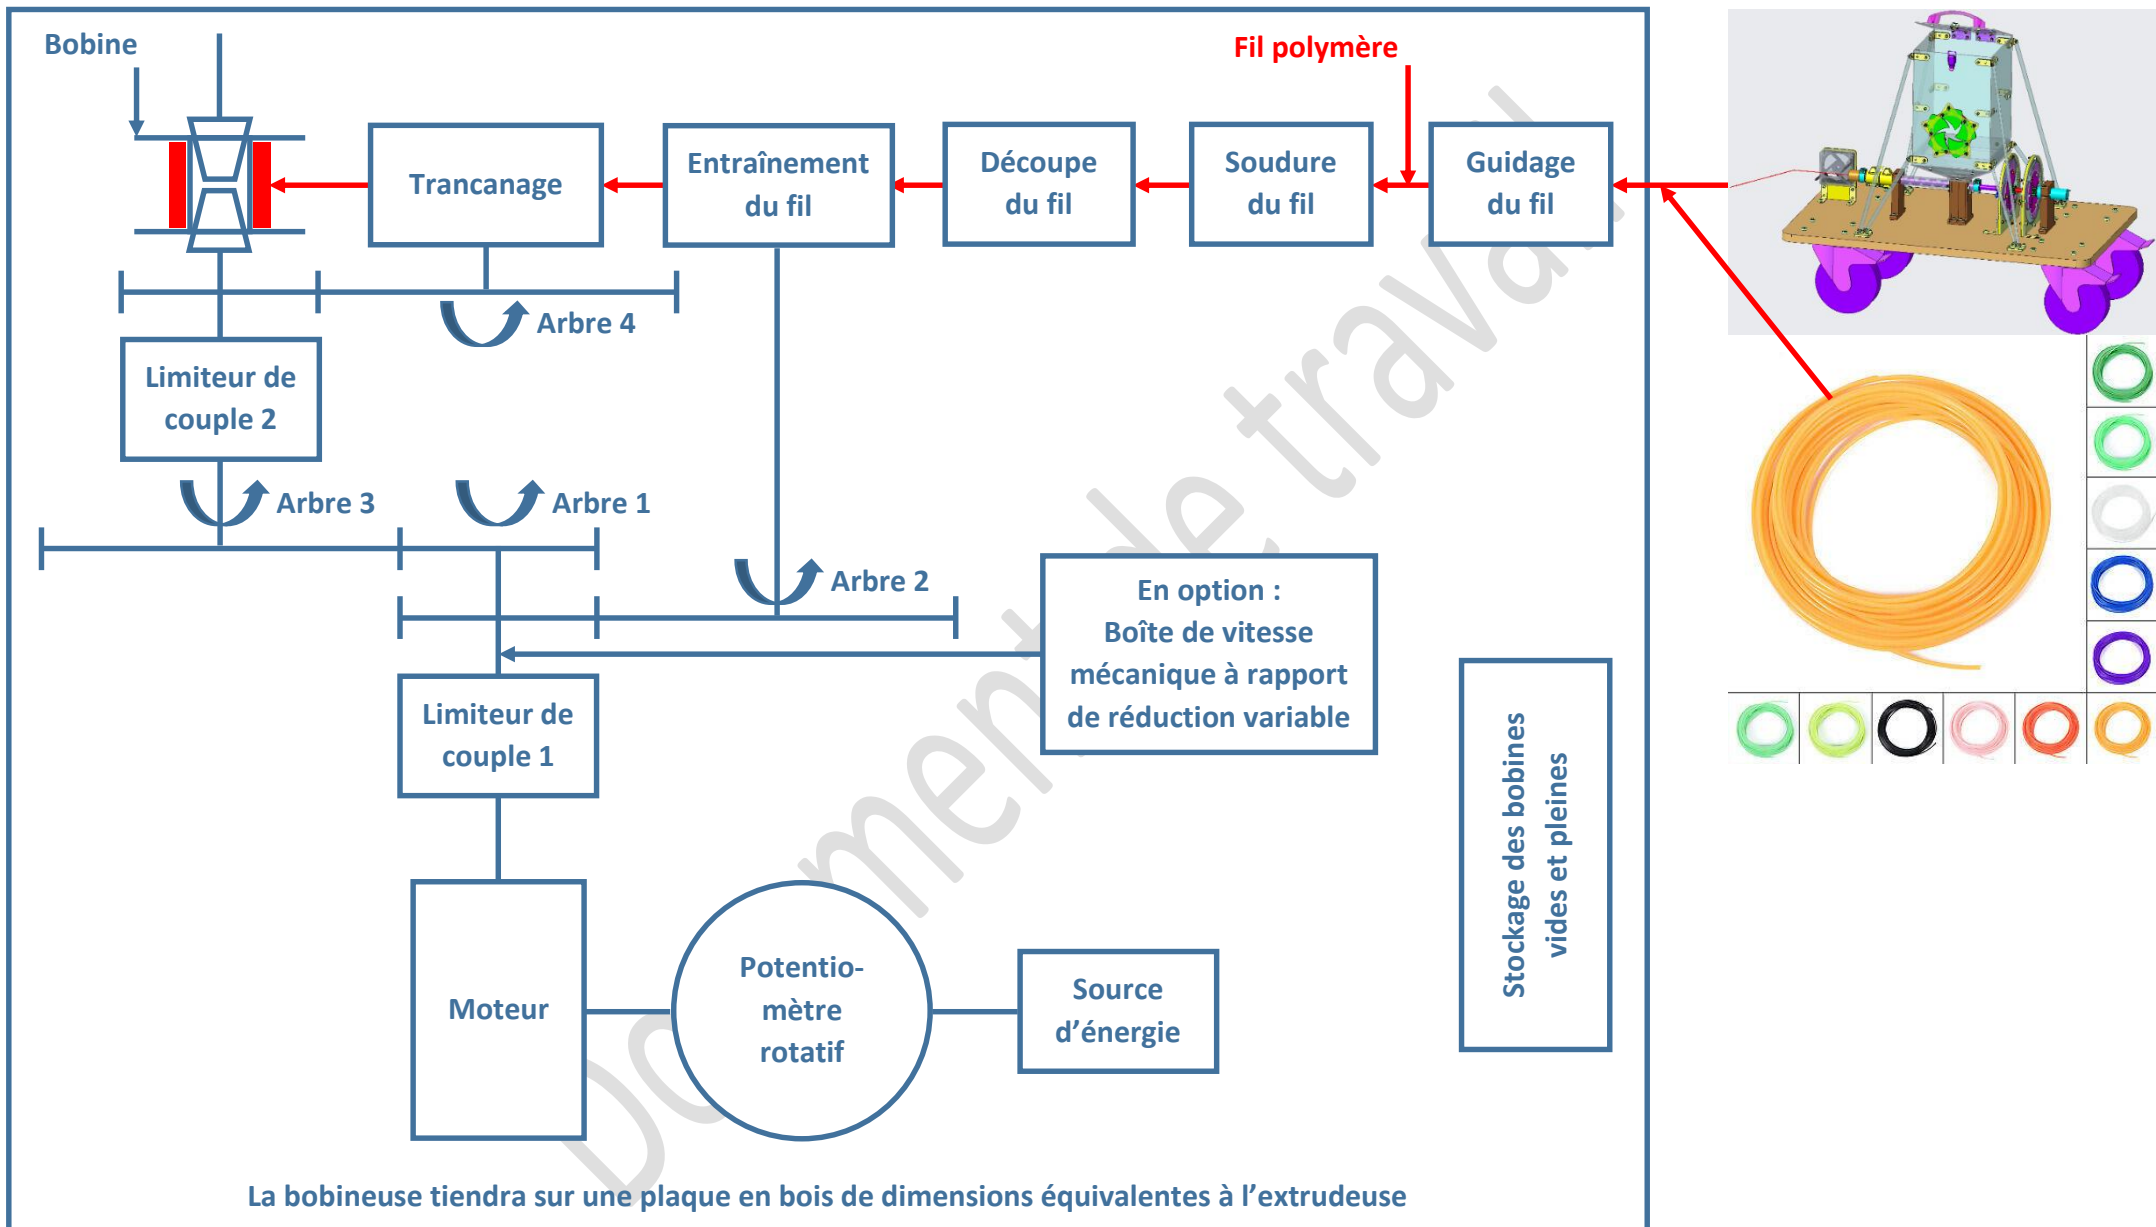 Bobine
Fil polymère
Trancanage
Entraînement
du fil
Découpe
du fil
Soudure
du fil
Guidage
du fil
Arbre 4
Limiteur de
couple 2
Arbre 3
Arbre 1
Arbre 2
En option :
Boîte de vitesse
mécanique à rapport
de réduction variable
Limiteur de
couple 1
Stockage des bobines
vides et pleines
Moteur
Potentio-
mètre
rotatif
Source
d’énergie
La bobineuse tiendra sur une plaque en bois de dimensions équivalentes à l’extrudeuse
Document de travail